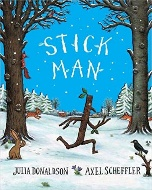 STICK
MAN
JULIA DONALDSON AXEL SCHEFFLER